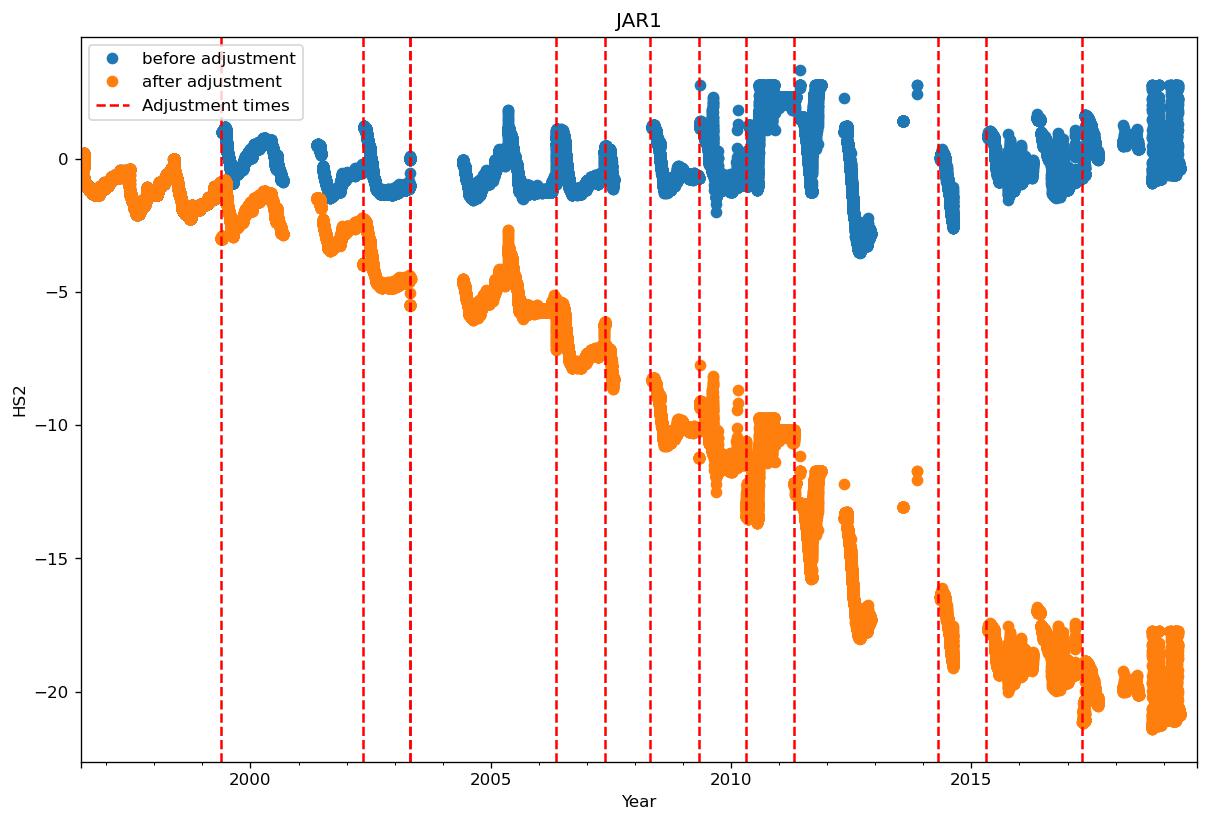 JAR1
before adjustment
after adjustment
Adjustment times
HS2
0
−5
−10
−15
−20
2000
2005
2010
2015
Year